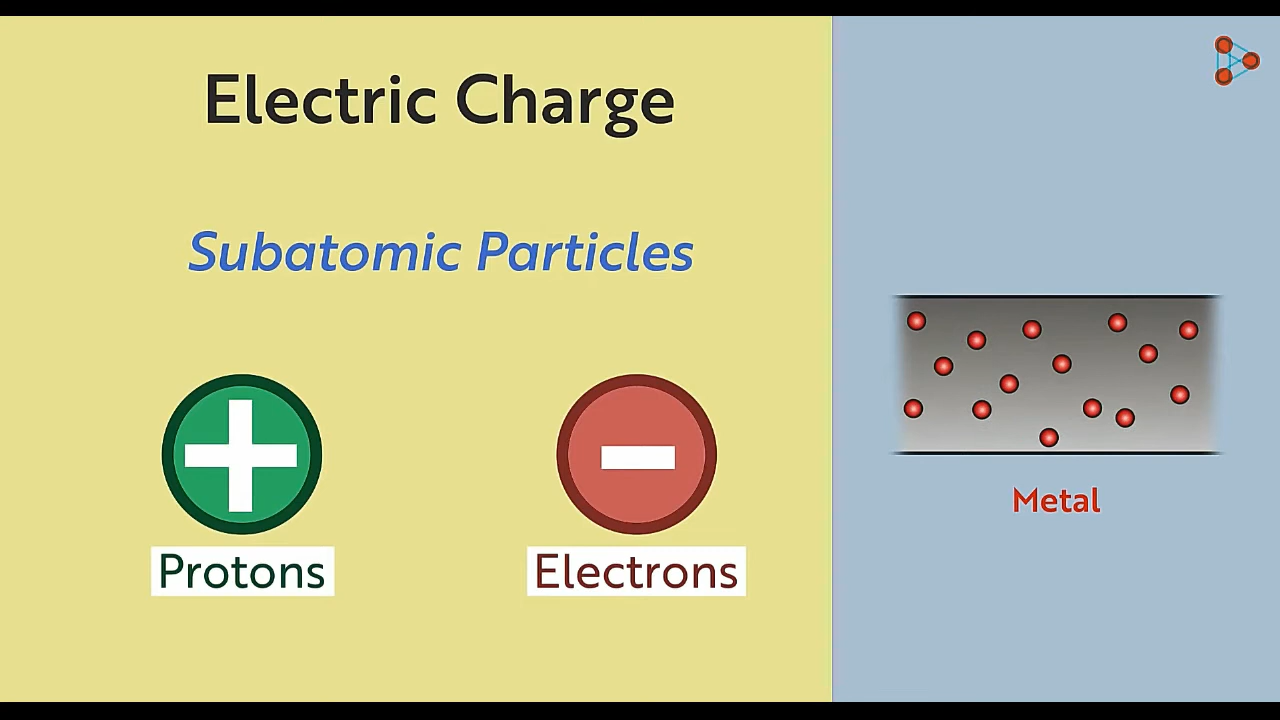 Electric Charge
Subatomic Particles
Protons
Electrons
Metal